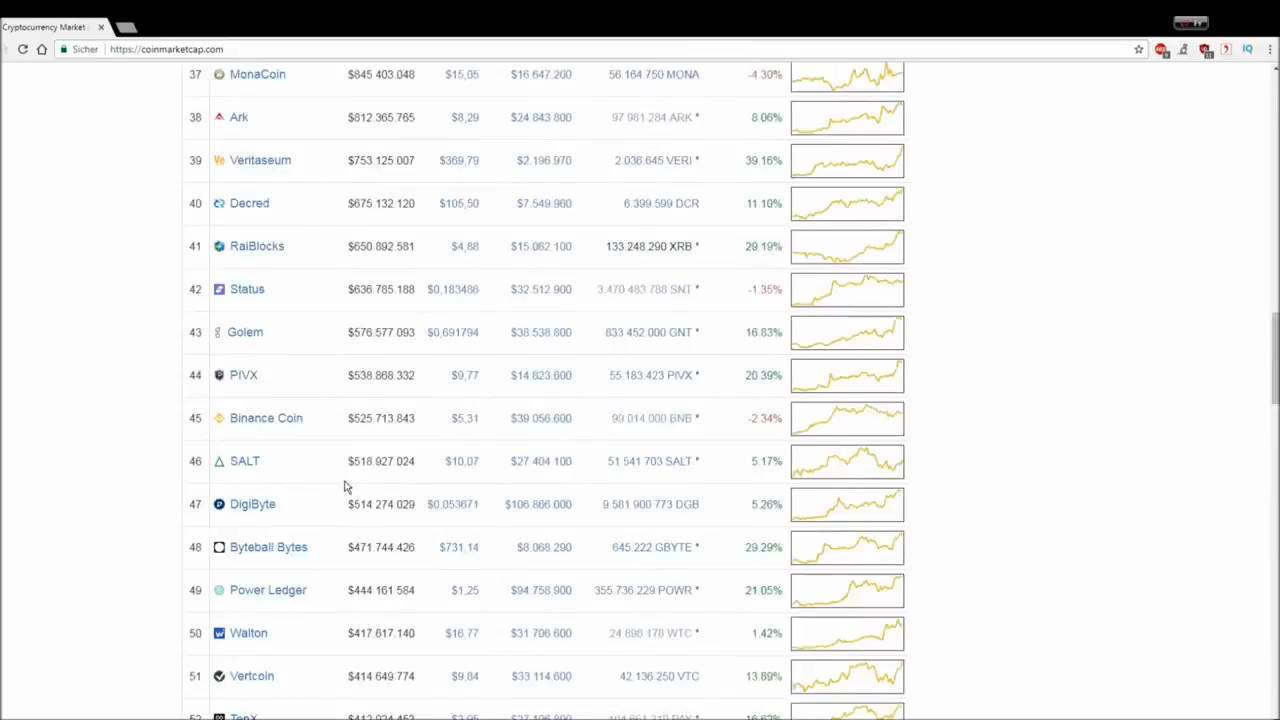 Cryptocurrency Market
Sicher https://coinmarketcap.com
37 MonaCoin $845 403.048 $15,05 $16 647.200 56 164 750 MONA -4.30%
38 Ark $812.365.765 $8,29 $24 843 800 97 981.284 ARK * 8.06%
39 Veritaseum $753.125 007 $369,79 $2.196.970 2.036.645 VERI * 39.16%
40 Decred $675.132.120 $105,50 $7.549.960 6.399.599 DCR 11.10%
41 RaiBlocks $650.892.581 $4,88 $15.062.100 133 248.290 XRB * 29.19%
42 Status $636.785.188 $0,183486 $32.512.900 3.470 483.788 SNT * -1.35%
43 Golem $576 577.093 $0,691794 $38.538.800 833 452 000 GNT * 16.83%
44 PIVX $538 868.332 $9,77 $14 823.600 55 183.423 PIVX * 20.39%
45 Binance Coin $525 713.843 $5,31 $39 056.600 99 014 000 BNB * -2.34%
46 SALT $518 927 024 $10,07 $27 404 100 51 541 703 SALT * 5.17%
47 DigiByte $514 274.029 $0,053671 $106.866.600 9 581 900 773 DGB 5.26%
48 Byteball Bytes $471.744.426 $731,14 $8.068.290 645.222 GBYTE * 29.29%
49 Power Ledger $444 161 584 $1,25 $94 758 900 355 736 229 POWR * 21.05%
50 Walton $417 617.140 $16,77 $31 706 600 24 898 178 WTC * 1.42%
51 Vertcoin $414 649.774 $9,84 $33 114 600 42.136.250 VTC 13.89%
52 TenX